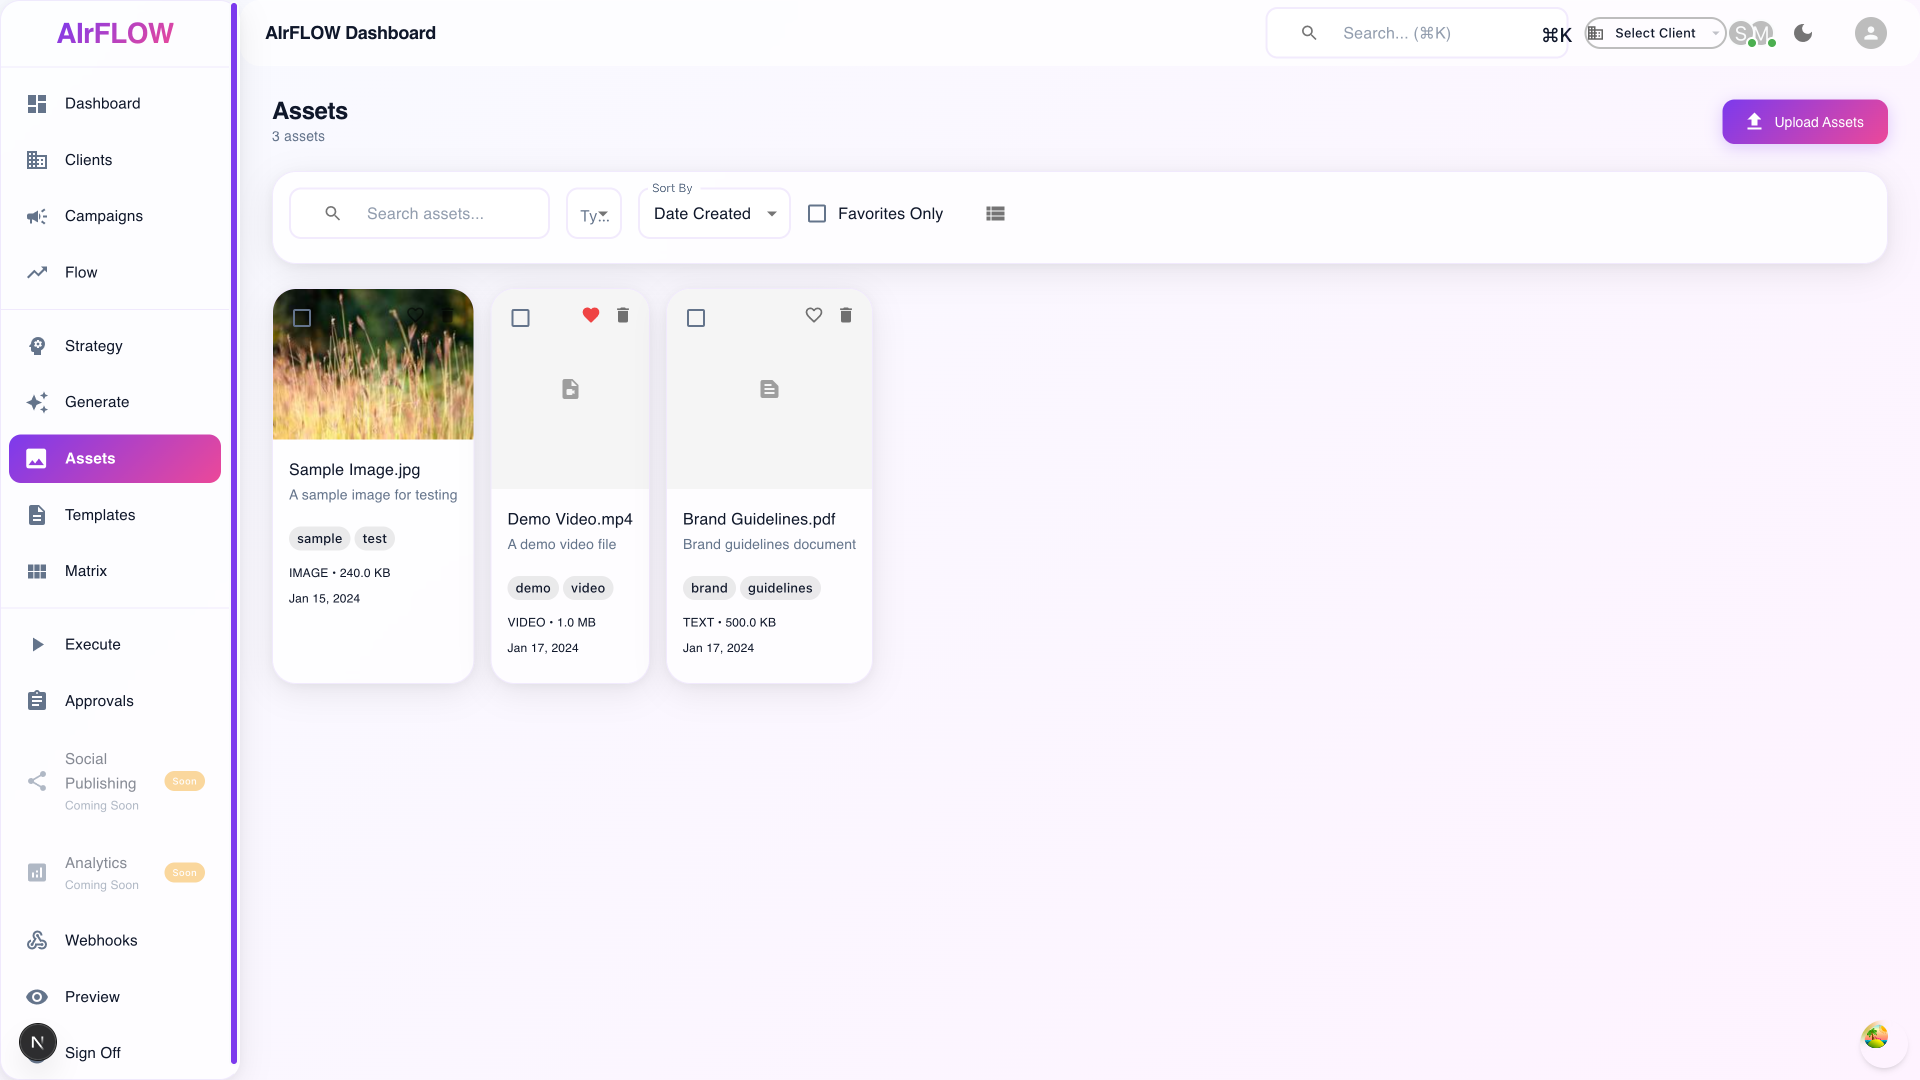 AIrFLOW
Dashboard
Clients
Campaigns
Flow
Strategy
Generate
Assets
Templates
Matrix
Execute
Approvals
Social
Publishing
Coming Soon
Soon
Analytics
Coming Soon
Soon
Webhooks
Preview
N
Sign Off
AIrFLOW Dashboard
Search... (⌘K)
⌘K
Select Client
S
M
Assets
3 assets
Upload Assets
Search assets...
Ty...
Sort By
Date Created
Favorites Only
Sample Image.jpg
A sample image for testing
sample test
IMAGE • 240.0 KB
Jan 15, 2024
Demo Video.mp4
A demo video file
demo video
VIDEO • 1.0 MB
Jan 17, 2024
Brand Guidelines.pdf
Brand guidelines document
brand guidelines
TEXT • 500.0 KB
Jan 17, 2024